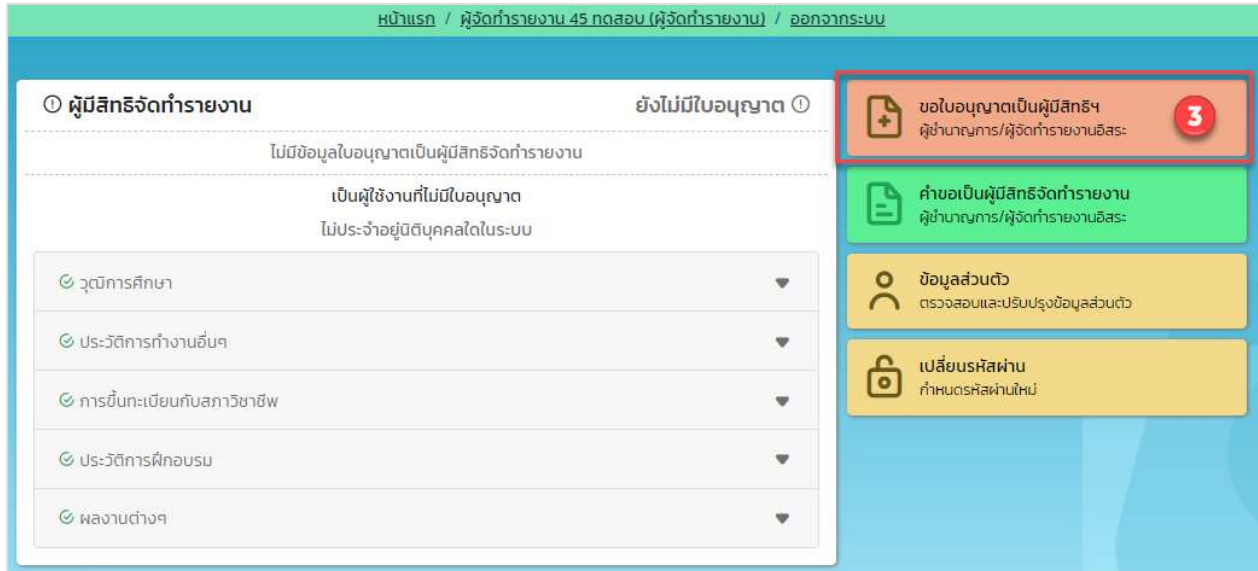 หน้าแรก / ผู้จัดทำรายงาน 45 ทดสอบ (ผู้จัดทำรายงาน) / ออกจากระบบ
ผู้มีสิทธิจัดทำรายงาน
ยังไม่มีใบอนุญาต
ไม่มีข้อมูลใบอนุญาตเป็นผู้มีสิทธิจัดทำรายงาน
เป็นผู้ใช้งานที่ไม่มีใบอนุญาต
ไม่ประจำอยู่นิติบุคคลใดในระบบ
วุฒิการศึกษา
ประวัติการทำงานอื่นๆ
การขึ้นทะเบียนกับสภาวิชาชีพ
ประวัติการฝึกอบรม
ผลงานต่างๆ
ขอใบอนุญาตเป็นผู้มีสิทธิฯ
ผู้ชำนาญการ/ผู้จัดทำรายงานอิสระ
3
คำขอเป็นผู้มีสิทธิจัดทำรายงาน
ผู้ชำนาญการ/ผู้จัดทำรายงานอิสระ
ข้อมูลส่วนตัว
ตรวจสอบและปรับปรุงข้อมูลส่วนตัว
เปลี่ยนรหัสผ่าน
กำหนดรหัสผ่านใหม่